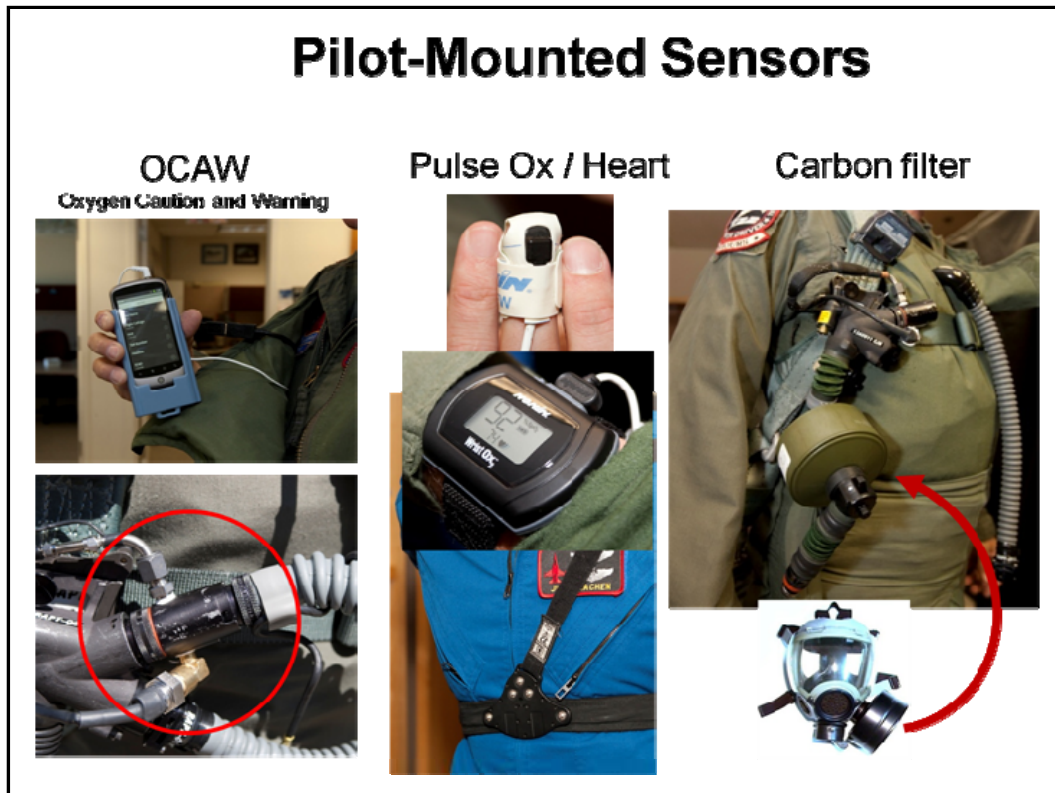 Pilot-Mounted Sensors
OCAW
Oxygen Caution and Warning
Pulse Ox / Heart
Carbon filter
92
Wrist Ox